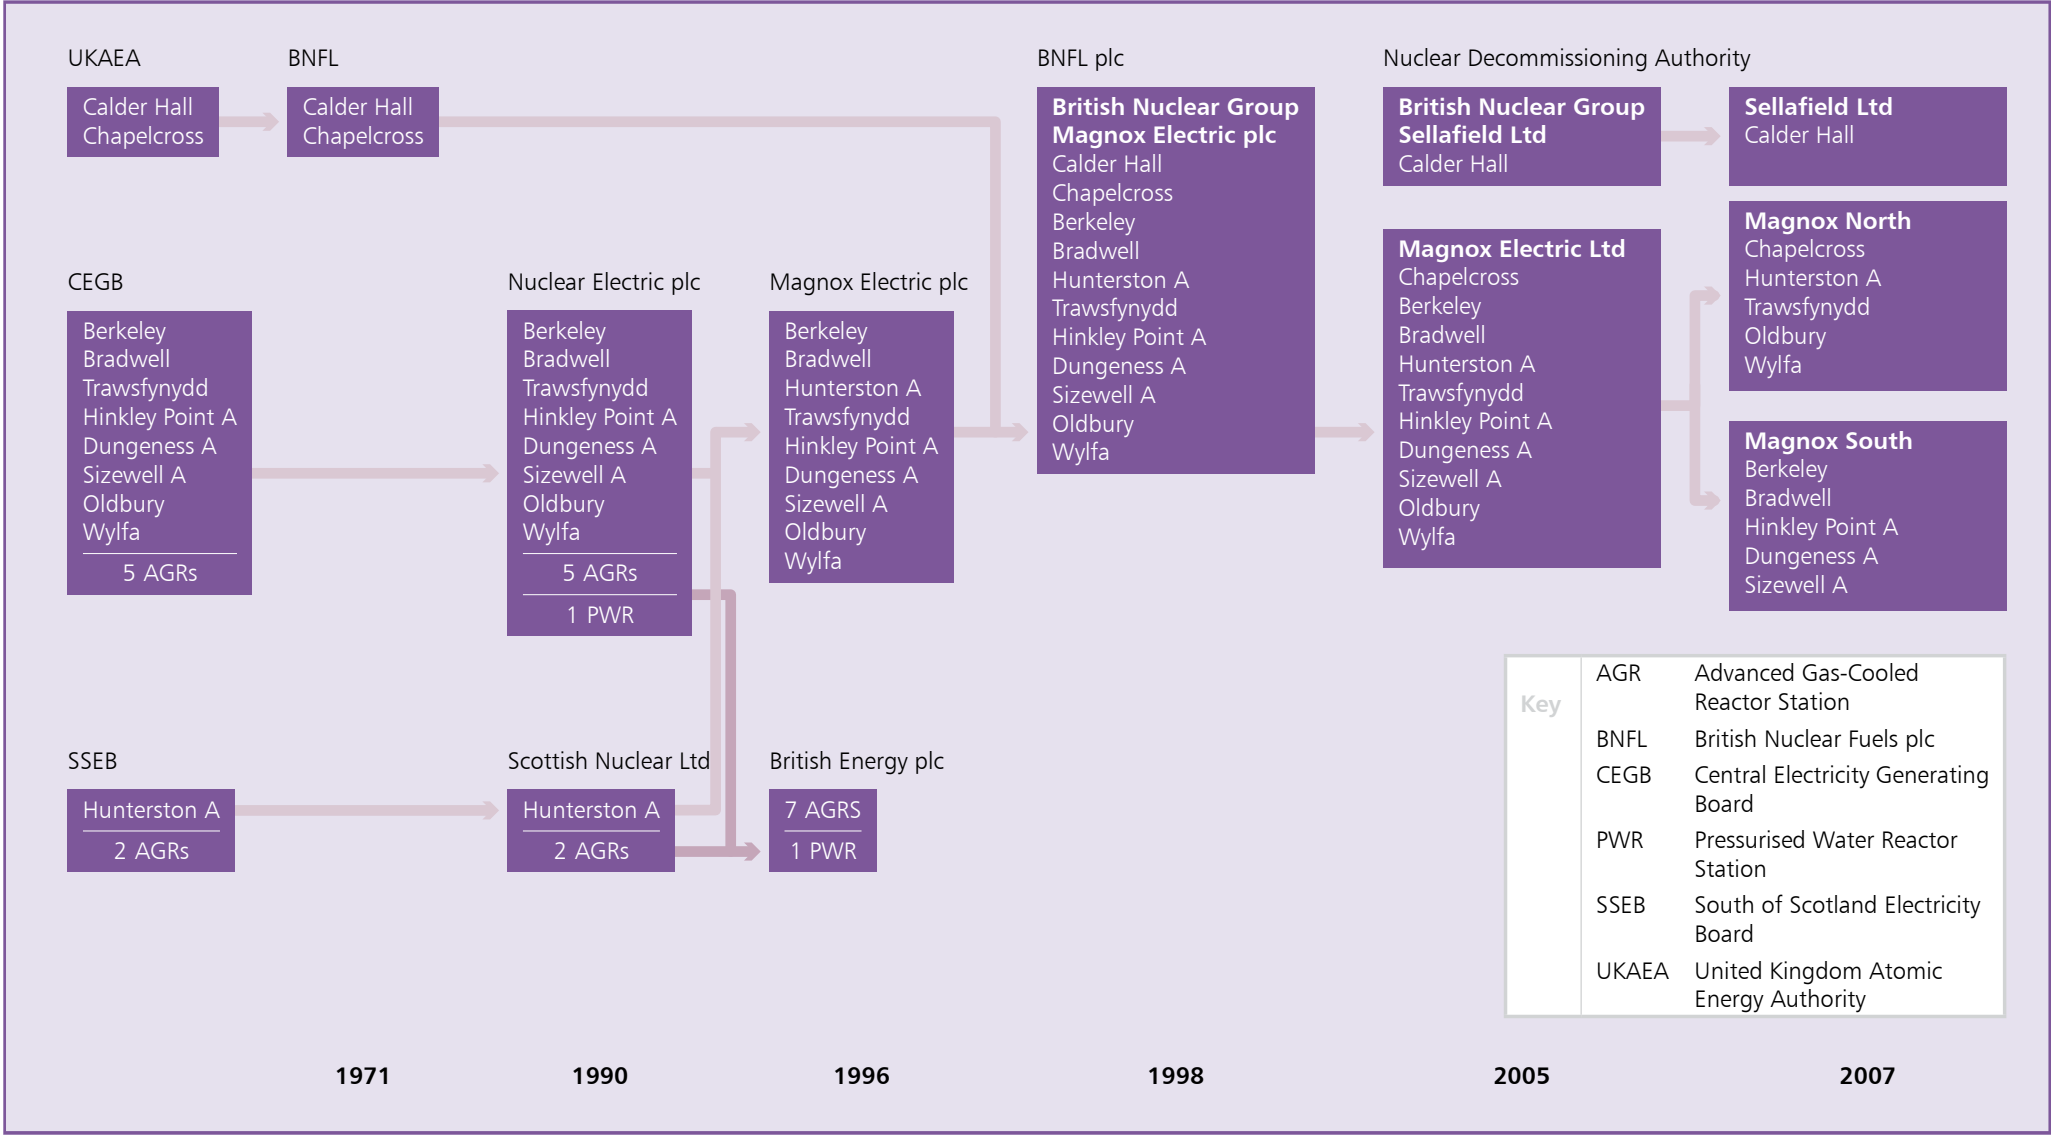 UKAEA
Calder Hall
Chapelcross
BNFL
Calder Hall
Chapelcross
CEGB
Berkeley
Bradwell
Trawsfynydd
Hinkley Point A
Dungeness A
Sizewell A
Oldbury
Wylfa
5 AGRs
Nuclear Electric plc
Berkeley
Bradwell
Trawsfynydd
Hinkley Point A
Dungeness A
Sizewell A
Oldbury
Wylfa
5 AGRs
1 PWR
Magnox Electric plc
Berkeley
Bradwell
Hunterston A
Trawsfynydd
Hinkley Point A
Dungeness A
Sizewell A
Oldbury
Wylfa
SSEB
Hunterston A
2 AGRs
Scottish Nuclear Ltd
Hunterston A
2 AGRs
British Energy plc
7 AGRS
1 PWR
BNFL plc
British Nuclear Group
Magnox Electric plc
Calder Hall
Chapelcross
Berkeley
Bradwell
Hunterston A
Trawsfynydd
Hinkley Point A
Dungeness A
Sizewell A
Oldbury
Wylfa
Nuclear Decommissioning Authority
British Nuclear Group
Sellafield Ltd
Calder Hall
Magnox Electric Ltd
Chapelcross
Berkeley
Bradwell
Hunterston A
Trawsfynydd
Hinkley Point A
Dungeness A
Sizewell A
Oldbury
Wylfa
Sellafield Ltd
Calder Hall
Magnox North
Chapelcross
Hunterston A
Trawsfynydd
Oldbury
Wylfa
Magnox South
Berkeley
Bradwell
Hinkley Point A
Dungeness A
Sizewell A
Key
AGR Advanced Gas-Cooled
Reactor Station
BNFL British Nuclear Fuels plc
CEGB Central Electricity Generating
Board
PWR Pressurised Water Reactor
Station
SSEB South of Scotland Electricity
Board
UKAEA United Kingdom Atomic
Energy Authority
1971 1990 1996 1998 2005 2007